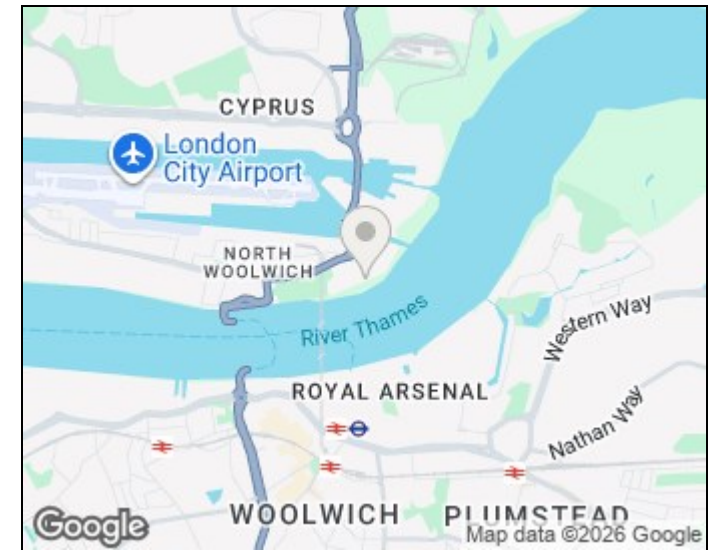 CYPRUS
London
City Airport
NORTH
WOOLWICH
River Thames
Western Way
ROYAL ARSENAL
Nathan Way
WOOLWICH
PLUMSTEAD
Google
Map data ©2026 Google